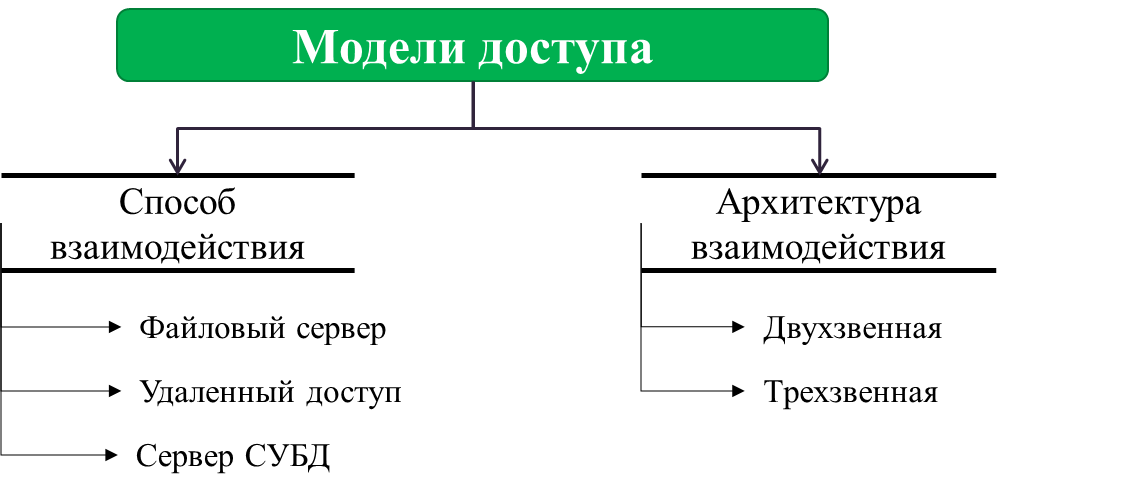 Модели доступа
Способ
взаимодействия
Файловый сервер
Удаленный доступ
Сервер СУБД
Архитектура
взаимодействия
Двухзвенная
Трехзвенная